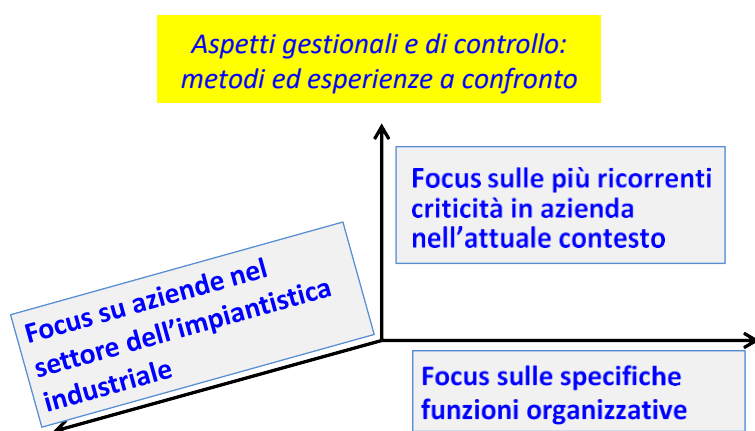 Aspetti gestionali e di controllo:
metodi ed esperienze a confronto
Focus sulle più ricorrenti
criticità in azienda
nell'attuale contesto
Focus su aziende nel
settore dell'impiantistica
industriale
Focus sulle specifiche
funzioni organizzative